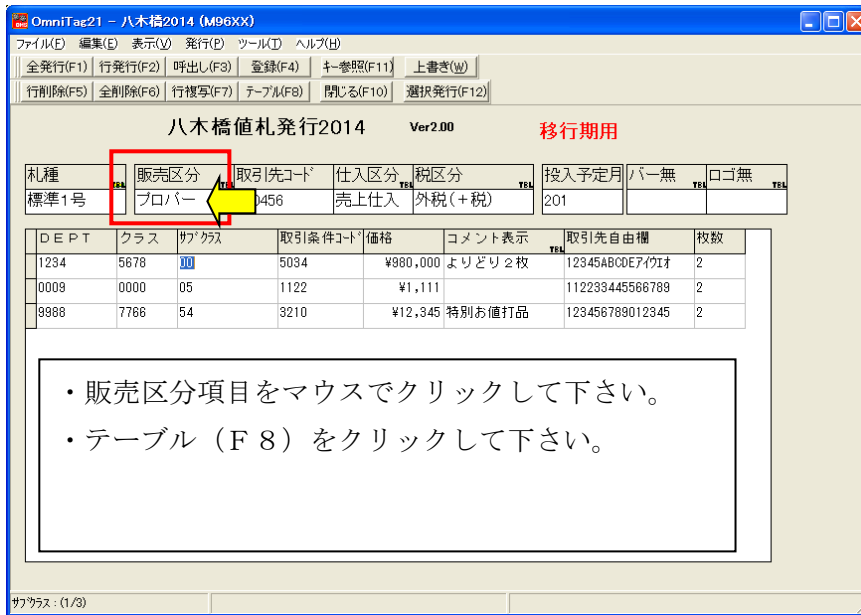 OmniTag21 - 八木橋2014 (M96XX)
ファイル(F) 編集(E) 表示(V) 発行(P) ツール(T) ヘルプ(H)
全発行(F1) 行発行(F2) 呼出し(F3) 登録(F4) キー参照(F11) 上書き(W)
行削除(F5) 全削除(F6) 行複写(F7) テーブル(F8) 閉じる(F10) 選択発行(F12)
八木橋値札発行2014 Ver2.00 移行期用
札種 TBL 販売区分 TBL 取引先コード 仕入区分 TBL 税区分 TBL 投入予定月 バー無 TBL ロゴ無 TBL
標準1号 プロパー 0456 売上仕入 外税(+税) 201
DEPT クラス サブクラス 取引条件コード 価格 コメント表示 TBL 取引先自由欄 枚数
1234 5678 00 5034 ¥980,000 よりどり2枚 12345ABCDEアイウエオ 2
0009 0000 05 1122 ¥1,111 112233445566789 2
9988 7766 54 3210 ¥12,345 特別お値打品 123456789012345 2
・販売区分項目をマウスでクリックして下さい。
・テーブル（F8）をクリックして下さい。
サブクラス : (1/3)